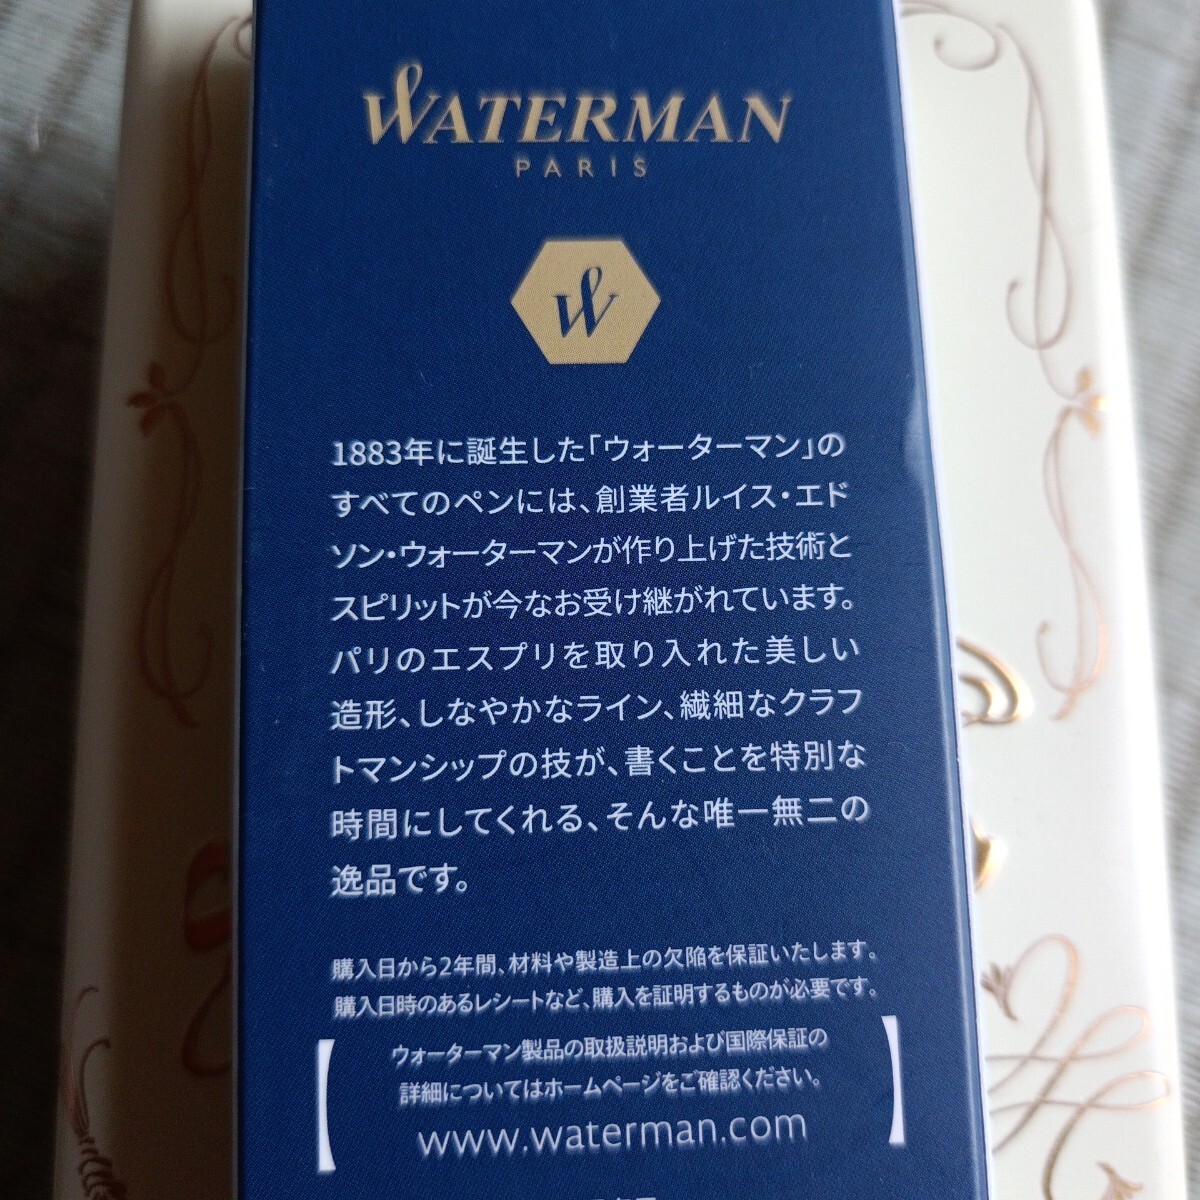 WATERMAN
PARIS
W
1883年に誕生した「ウォーターマン」の
すべてのペンには、創業者ルイス・エド
ソン・ウォーターマンが作り上げた技術と
スピリットが今なお受け継がれています。
パリのエスプリを取り入れた美しい
造形、しなやかなライン、繊細なクラフ
トマンシップの技が、書くことを特別な
時間にしてくれる、そんな唯一無二の
逸品です。
購入日から2年間、材料や製造上の欠陥を保証いたします。
購入日時のあるレシートなど、購入を証明するものが必要です。
ウォーターマン製品の取扱説明および国際保証の
詳細についてはホームページをご確認ください。
www.waterman.com